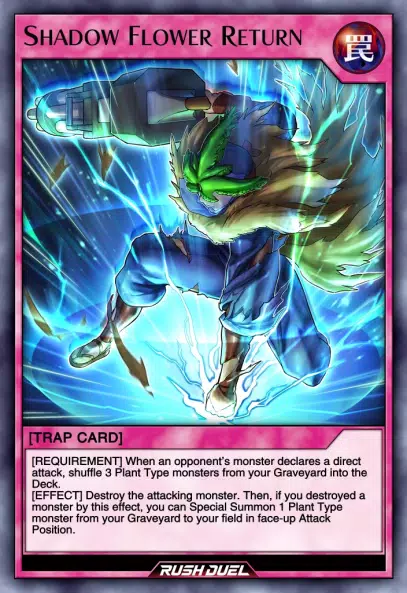 Shadow Flower Return
罠
[TRAP CARD]
[REQUIREMENT] When an opponent's monster declares a direct
attack, shuffle 3 Plant Type monsters from your Graveyard into the
Deck.
[EFFECT] Destroy the attacking monster. Then, if you destroyed a
monster by this effect, you can Special Summon 1 Plant Type
monster from your Graveyard to your field in face-up Attack
Position.
RUSH DUEL